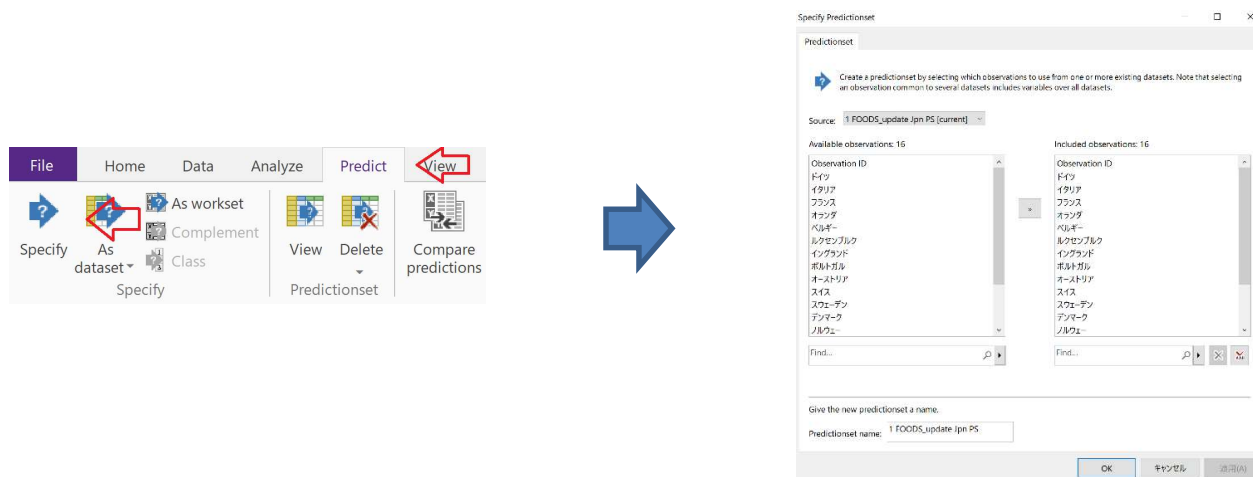 File Home Data Analyze Predict View
Specify
As
dataset
As workset
Complement
Class
Specify
View
Delete
Predictionset
Compare
predictions
Specify Predictionset
Predictionset
Create a predictionset by selecting which observations to use from one or more existing datasets. Note that selecting
an observation common to several datasets includes variables over all datasets.
Source: 1 FOODS_update Jpn PS [current]
Available observations: 16
Observation ID
ドイツ
イタリア
フランス
オランダ
ベルギー
ルクセンブルク
イングランド
ポルトガル
オーストリア
スイス
スウェーデン
デンマーク
ノルウェー
Find...
»
Included observations: 16
Observation ID
ドイツ
イタリア
フランス
オランダ
ベルギー
ルクセンブルク
イングランド
ポルトガル
オーストリア
スイス
スウェーデン
デンマーク
ノルウェー
Find...
Give the new predictionset a name.
Predictionset name: 1 FOODS_update Jpn PS
OK キャンセル 適用(A)